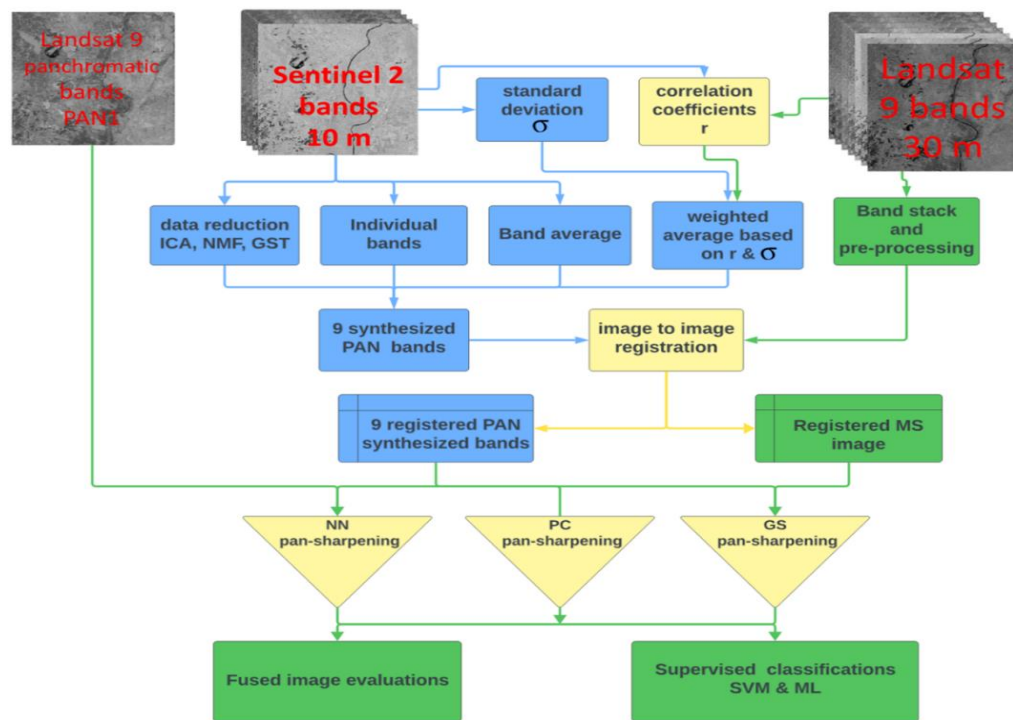 Landsat 9
panchromatic
bands
PAN1
Sentinel 2
bands
10 m
standard
deviation
σ
correlation
coefficients
r
Landsat
9 bands
30 m
data reduction
ICA, NMF, GST
Individual
bands
Band average
weighted
average based
on r & σ
Band stack
and
pre-processing
9 synthesized
PAN bands
image to image
registration
9 registered PAN
synthesized bands
Registered MS
image
NN
pan-sharpening
PC
pan-sharpening
GS
pan-sharpening
Fused image evaluations
Supervised classifications
SVM & ML